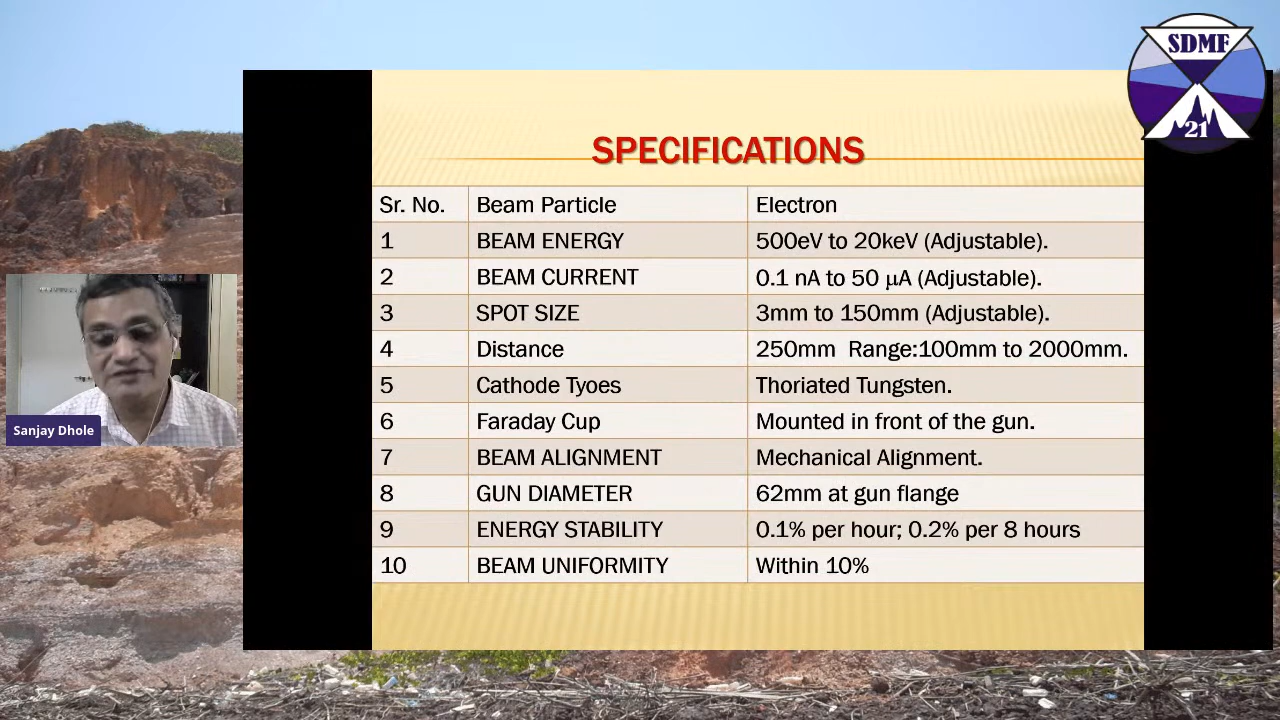 SDMF
21
SPECIFICATIONS
Sr. No. Beam Particle Electron
1 BEAM ENERGY 500eV to 20keV (Adjustable).
2 BEAM CURRENT 0.1 nA to 50 µA (Adjustable).
3 SPOT SIZE 3mm to 150mm (Adjustable).
4 Distance 250mm Range:100mm to 2000mm.
5 Cathode Tyoes Thoriated Tungsten.
6 Faraday Cup Mounted in front of the gun.
7 BEAM ALIGNMENT Mechanical Alignment.
8 GUN DIAMETER 62mm at gun flange
9 ENERGY STABILITY 0.1% per hour; 0.2% per 8 hours
10 BEAM UNIFORMITY Within 10%
Sanjay Dhole